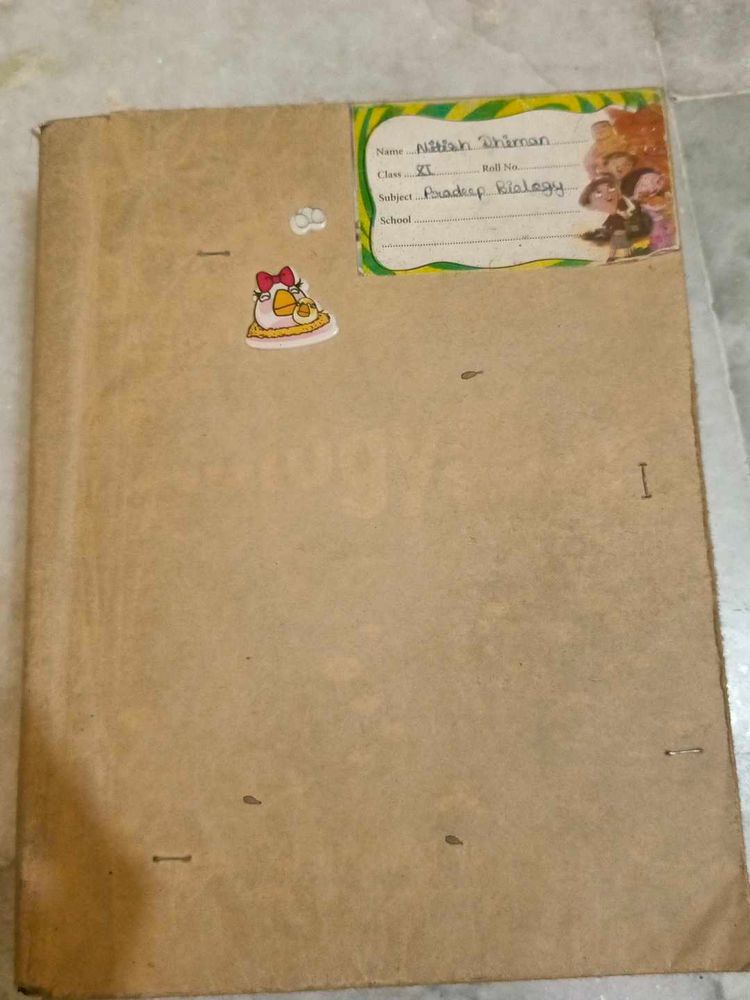 Name ....Nitish Dhiman
Class ....XI................ Roll No.....................
Subject ...Pradeep Biology...
School ........................................................
........................................................................